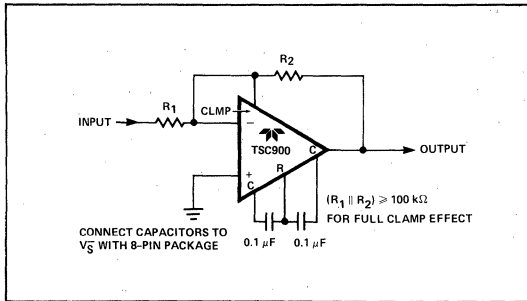 R2
R1
CLMP
INPUT
−
TSC900
C
OUTPUT
R
+
C
(R1 || R2) ⩾ 100 kΩ
FOR FULL CLAMP EFFECT
CONNECT CAPACITORS TO
V−S WITH 8-PIN PACKAGE
0.1 μF
0.1 μF